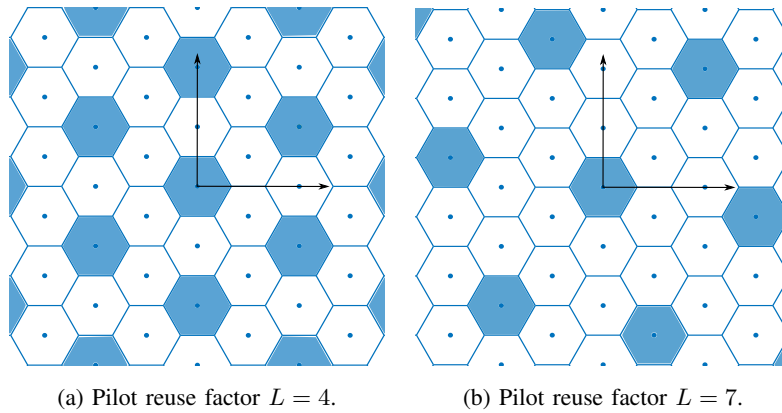 (a) Pilot reuse factor L = 4.
(b) Pilot reuse factor L = 7.